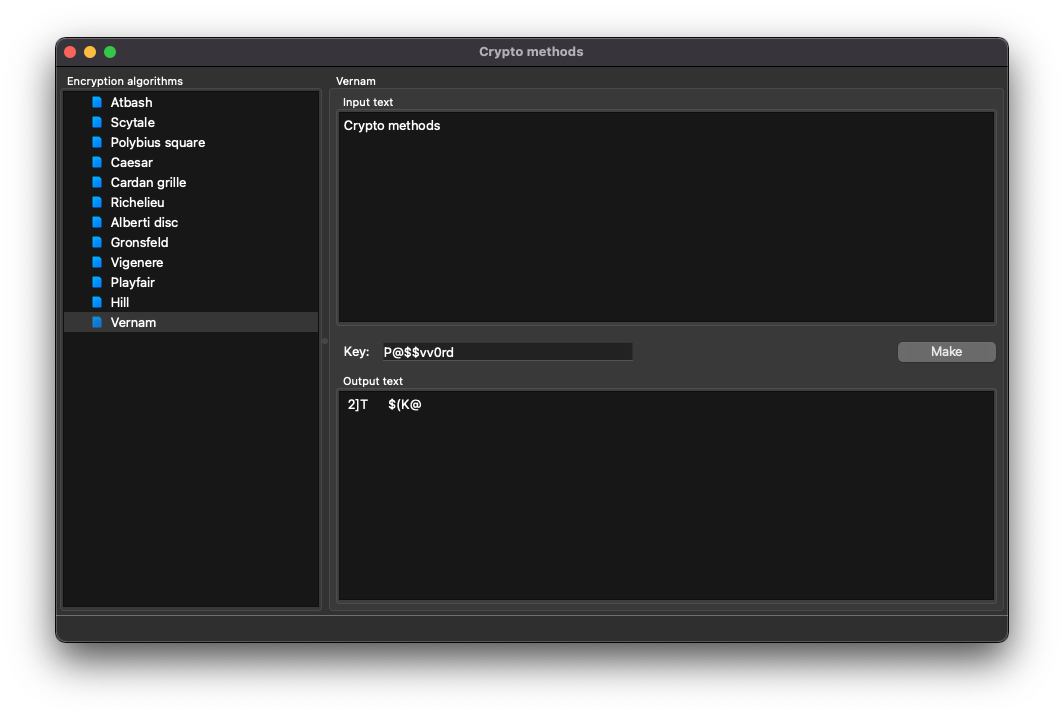 Crypto methods
Encryption algorithms
Atbash
Scytale
Polybius square
Caesar
Cardan grille
Richelieu
Alberti disc
Gronsfeld
Vigenere
Playfair
Hill
Vernam
Vernam
Input text
Crypto methods
Key: P@$$vv0rd
Make
Output text
2]T $(K@